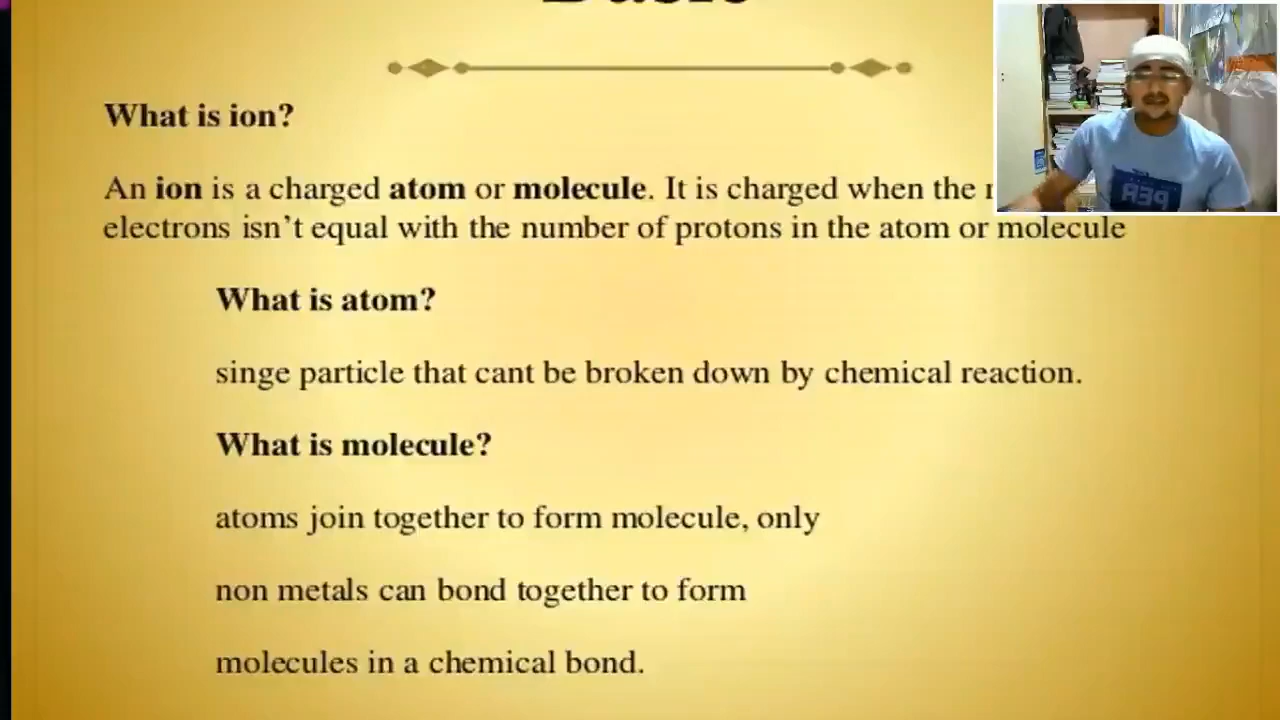 What is ion?
An ion is a charged atom or molecule. It is charged when the
electrons isn't equal with the number of protons in the atom or molecule
What is atom?
singe particle that cant be broken down by chemical reaction.
What is molecule?
atoms join together to form molecule, only
non metals can bond together to form
molecules in a chemical bond.